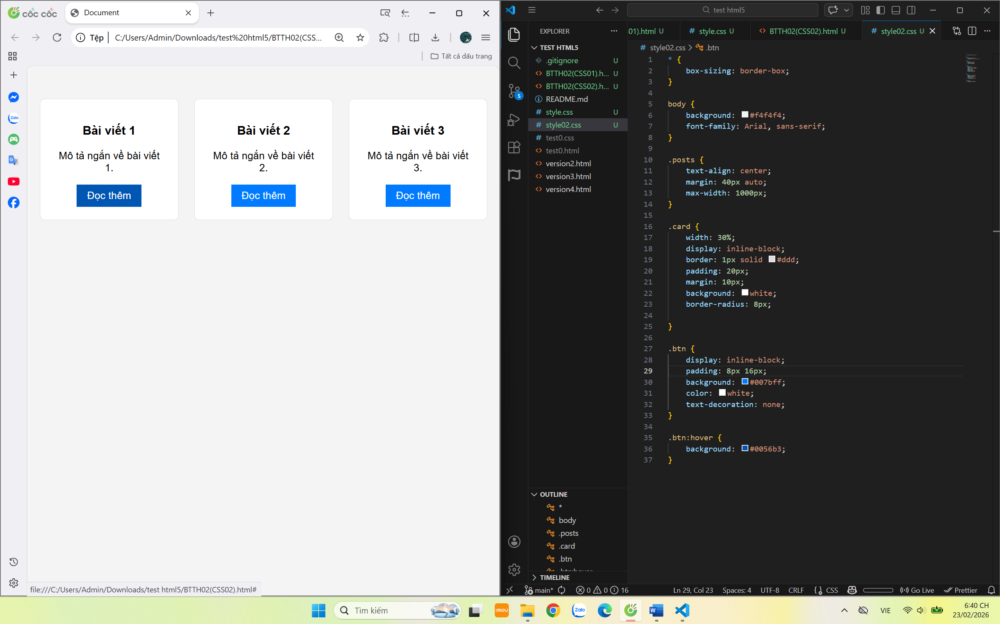 cốc cốc
Document
Tệp
C:/Users/Admin/Downloads/test%20html5/BTTH02(CSS...
Tất cả dấu trang
Zalo
Bài viết 1
Mô tả ngắn về bài viết
1.
Đọc thêm
Bài viết 2
Mô tả ngắn về bài viết
2.
Đọc thêm
Bài viết 3
Mô tả ngắn về bài viết
3.
Đọc thêm
file:///C:/Users/Admin/Downloads/test html5/BTTH02(CSS02).html#
test html5
EXPLORER
TEST HTML5
.gitignore U
BTTH02(CSS01).h... U
BTTH02(CSS02).h... U
README.md
style.css U
style02.css U
test0.css
test0.html
version2.html
version3.html
version4.html
5
OUTLINE
*
body
.posts
.card
.btn
.btn:hover
TIMELINE
01).html U
# style.css U
BTTH02(CSS02).html U
# style02.css U
# style02.css > .btn
1 * {
2 box-sizing: border-box;
3 }
4
5 body {
6 background: #f4f4f4;
7 font-family: Arial, sans-serif;
8 }
9
10 .posts {
11 text-align: center;
12 margin: 40px auto;
13 max-width: 1000px;
14 }
15
16 .card {
17 width: 30%;
18 display: inline-block;
19 border: 1px solid #ddd;
20 padding: 20px;
21 margin: 10px;
22 background: white;
23 border-radius: 8px;
24
25 }
26
27 .btn {
28 display: inline-block;
29 padding: 8px 16px;
30 background: #007bff;
31 color: white;
32 text-decoration: none;
33 }
34
35 .btn:hover {
36 background: #0056b3;
37 }
main* 0 0 16 Ln 29, Col 23 Spaces: 4 UTF-8 CRLF {} CSS Go Live Prettier
Tìm kiếm
imou
Zalo
W
VIE
6:40 CH
23/02/2026